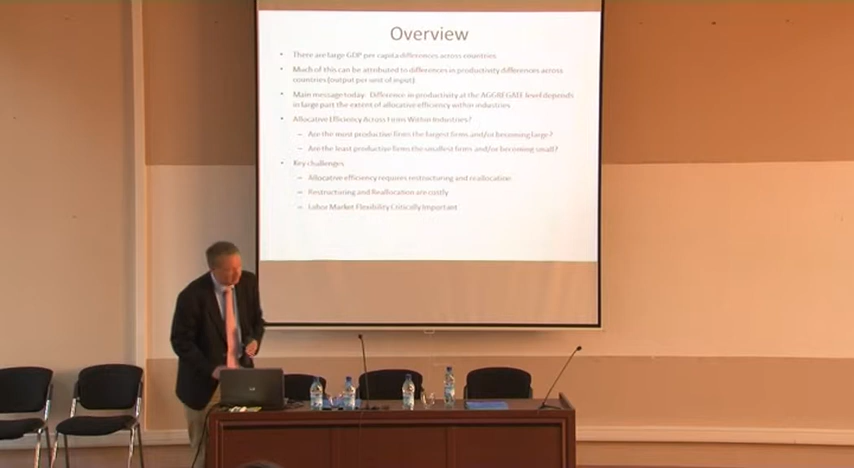 Overview
• There are large GDP per capita differences across countries
• Much of this can be attributed to differences in productivity differences across
countries (output per unit of input)
• Main message today: Difference in productivity at the AGGREGATE level depends
in large part the extent of allocative efficiency within industries
• Allocative Efficiency Across Firms Within Industries?
– Are the most productive firms the largest firms and/or becoming large?
– Are the least productive firms the smallest firms and/or becoming small?
• Key challenges
– Allocative efficiency requires restructuring and reallocation
– Restructuring and Reallocation are costly
– Labor Market Flexibility Critically Important